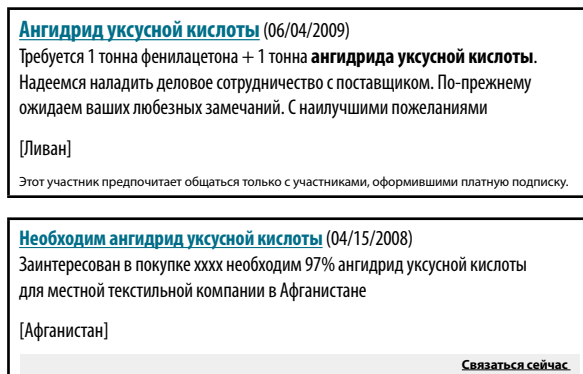 Ангидрид уксусной кислоты (06/04/2009)
Требуется 1 тонна фенилацетона + 1 тонна ангидрида уксусной кислоты.
Надеемся наладить деловое сотрудничество с поставщиком. По-прежнему
ожидаем ваших любезных замечаний. С наилучшими пожеланиями
[Ливан]
Этот участник предпочитает общаться только с участниками, оформившими платную подписку.
Необходим ангидрид уксусной кислоты (04/15/2008)
Заинтересован в покупке xxxx необходим 97% ангидрид уксусной кислоты
для местной текстильной компании в Афганистане
[Афганистан]
Связаться сейчас